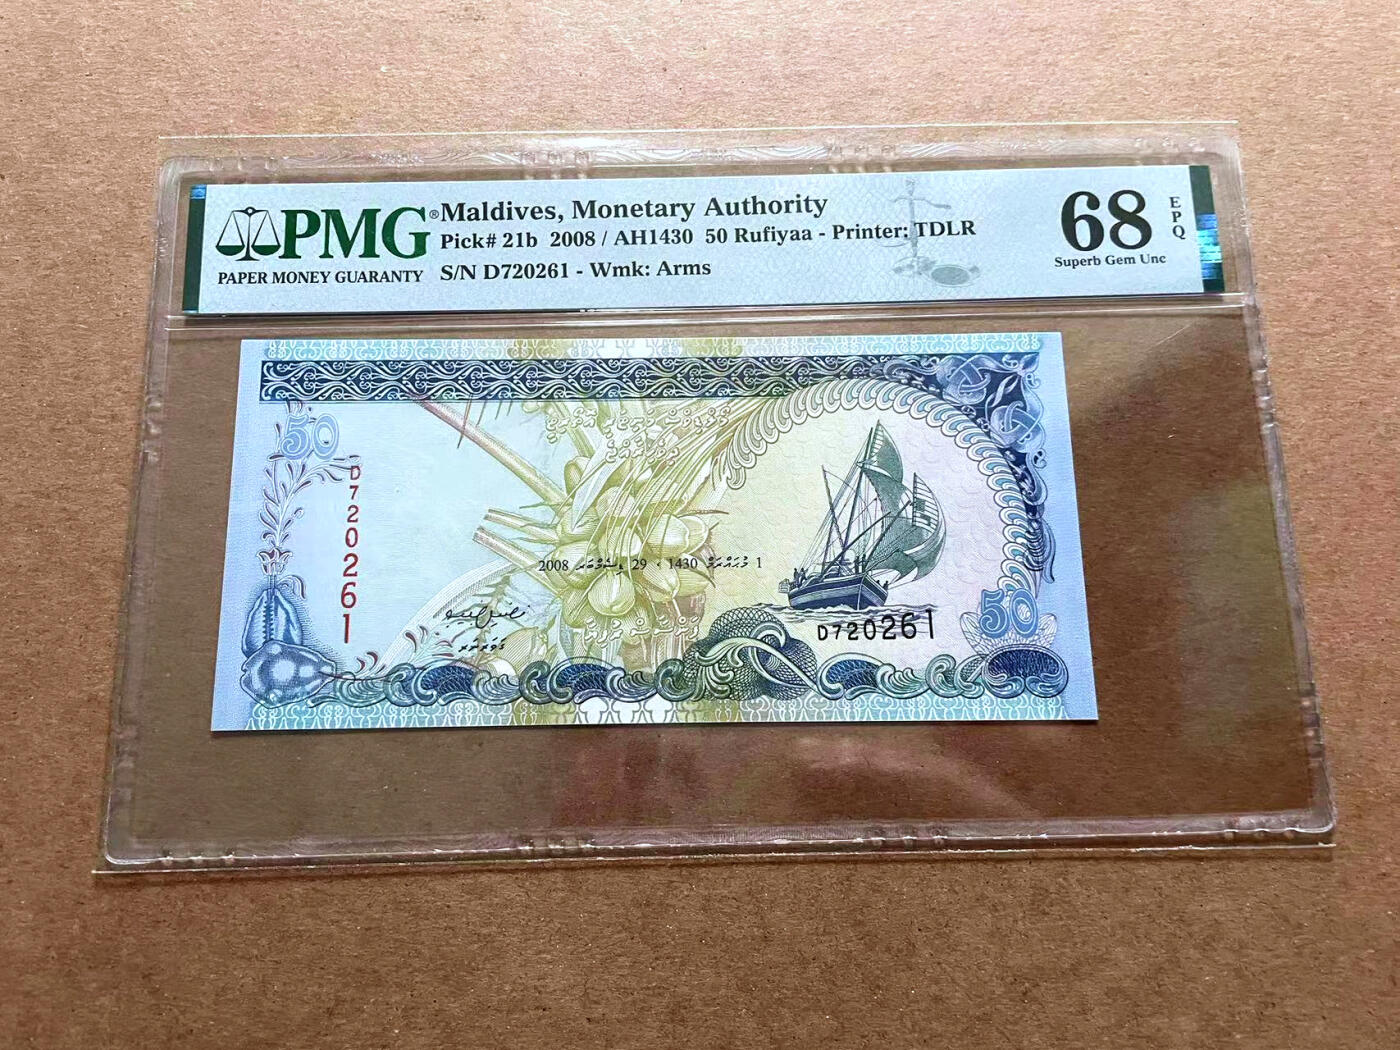 PMG®
PAPER MONEY GUARANTY
Maldives, Monetary Authority
Pick# 21b 2008 / AH1430 50 Rufiyaa - Printer: TDLR
S/N D720261 - Wmk: Arms
68
EPQ
Superb Gem Unc
50
D720261
1 މުޙައްރަމް 1430 ، 29 ޑިސެމްބަރ 2008
ގަވަރނަރ
D720261
50